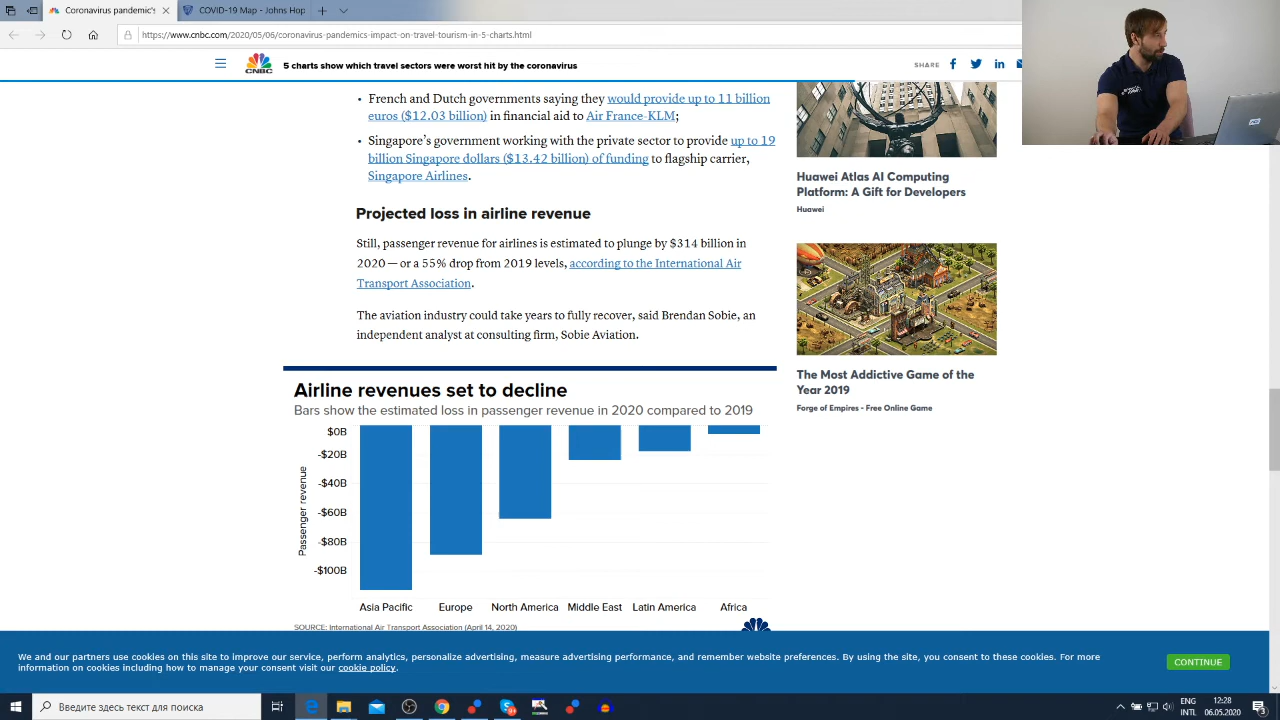 Coronavirus pandemic's
COVID-19 Map - Johns Hopk
https://www.cnbc.com/2020/05/06/coronavirus-pandemics-impact-on-travel-tourism-in-5-charts.html
CNBC
5 charts show which travel sectors were worst hit by the coronavirus
SHARE
French and Dutch governments saying they would provide up to 11 billion
euros ($12.03 billion) in financial aid to Air France-KLM;
Singapore's government working with the private sector to provide up to 19
billion Singapore dollars ($13.42 billion) of funding to flagship carrier,
Singapore Airlines.
Projected loss in airline revenue
Still, passenger revenue for airlines is estimated to plunge by $314 billion in
2020 — or a 55% drop from 2019 levels, according to the International Air
Transport Association.
The aviation industry could take years to fully recover, said Brendan Sobie, an
independent analyst at consulting firm, Sobie Aviation.
Airline revenues set to decline
Bars show the estimated loss in passenger revenue in 2020 compared to 2019
Passenger revenue
$0B
-$20B
-$40B
-$60B
-$80B
-$100B
Asia Pacific Europe North America Middle East Latin America Africa
SOURCE: International Air Transport Association (April 14, 2020)
Huawei Atlas AI Computing
Platform: A Gift for Developers
Huawei
The Most Addictive Game of the
Year 2019
Forge of Empires - Free Online Game
We and our partners use cookies on this site to improve our service, perform analytics, personalize advertising, measure advertising performance, and remember website preferences. By using the site, you consent to these cookies. For more
information on cookies including how to manage your consent visit our cookie policy.
CONTINUE
Введите здесь текст для поиска
ENG
INTL
12:28
06.05.2020